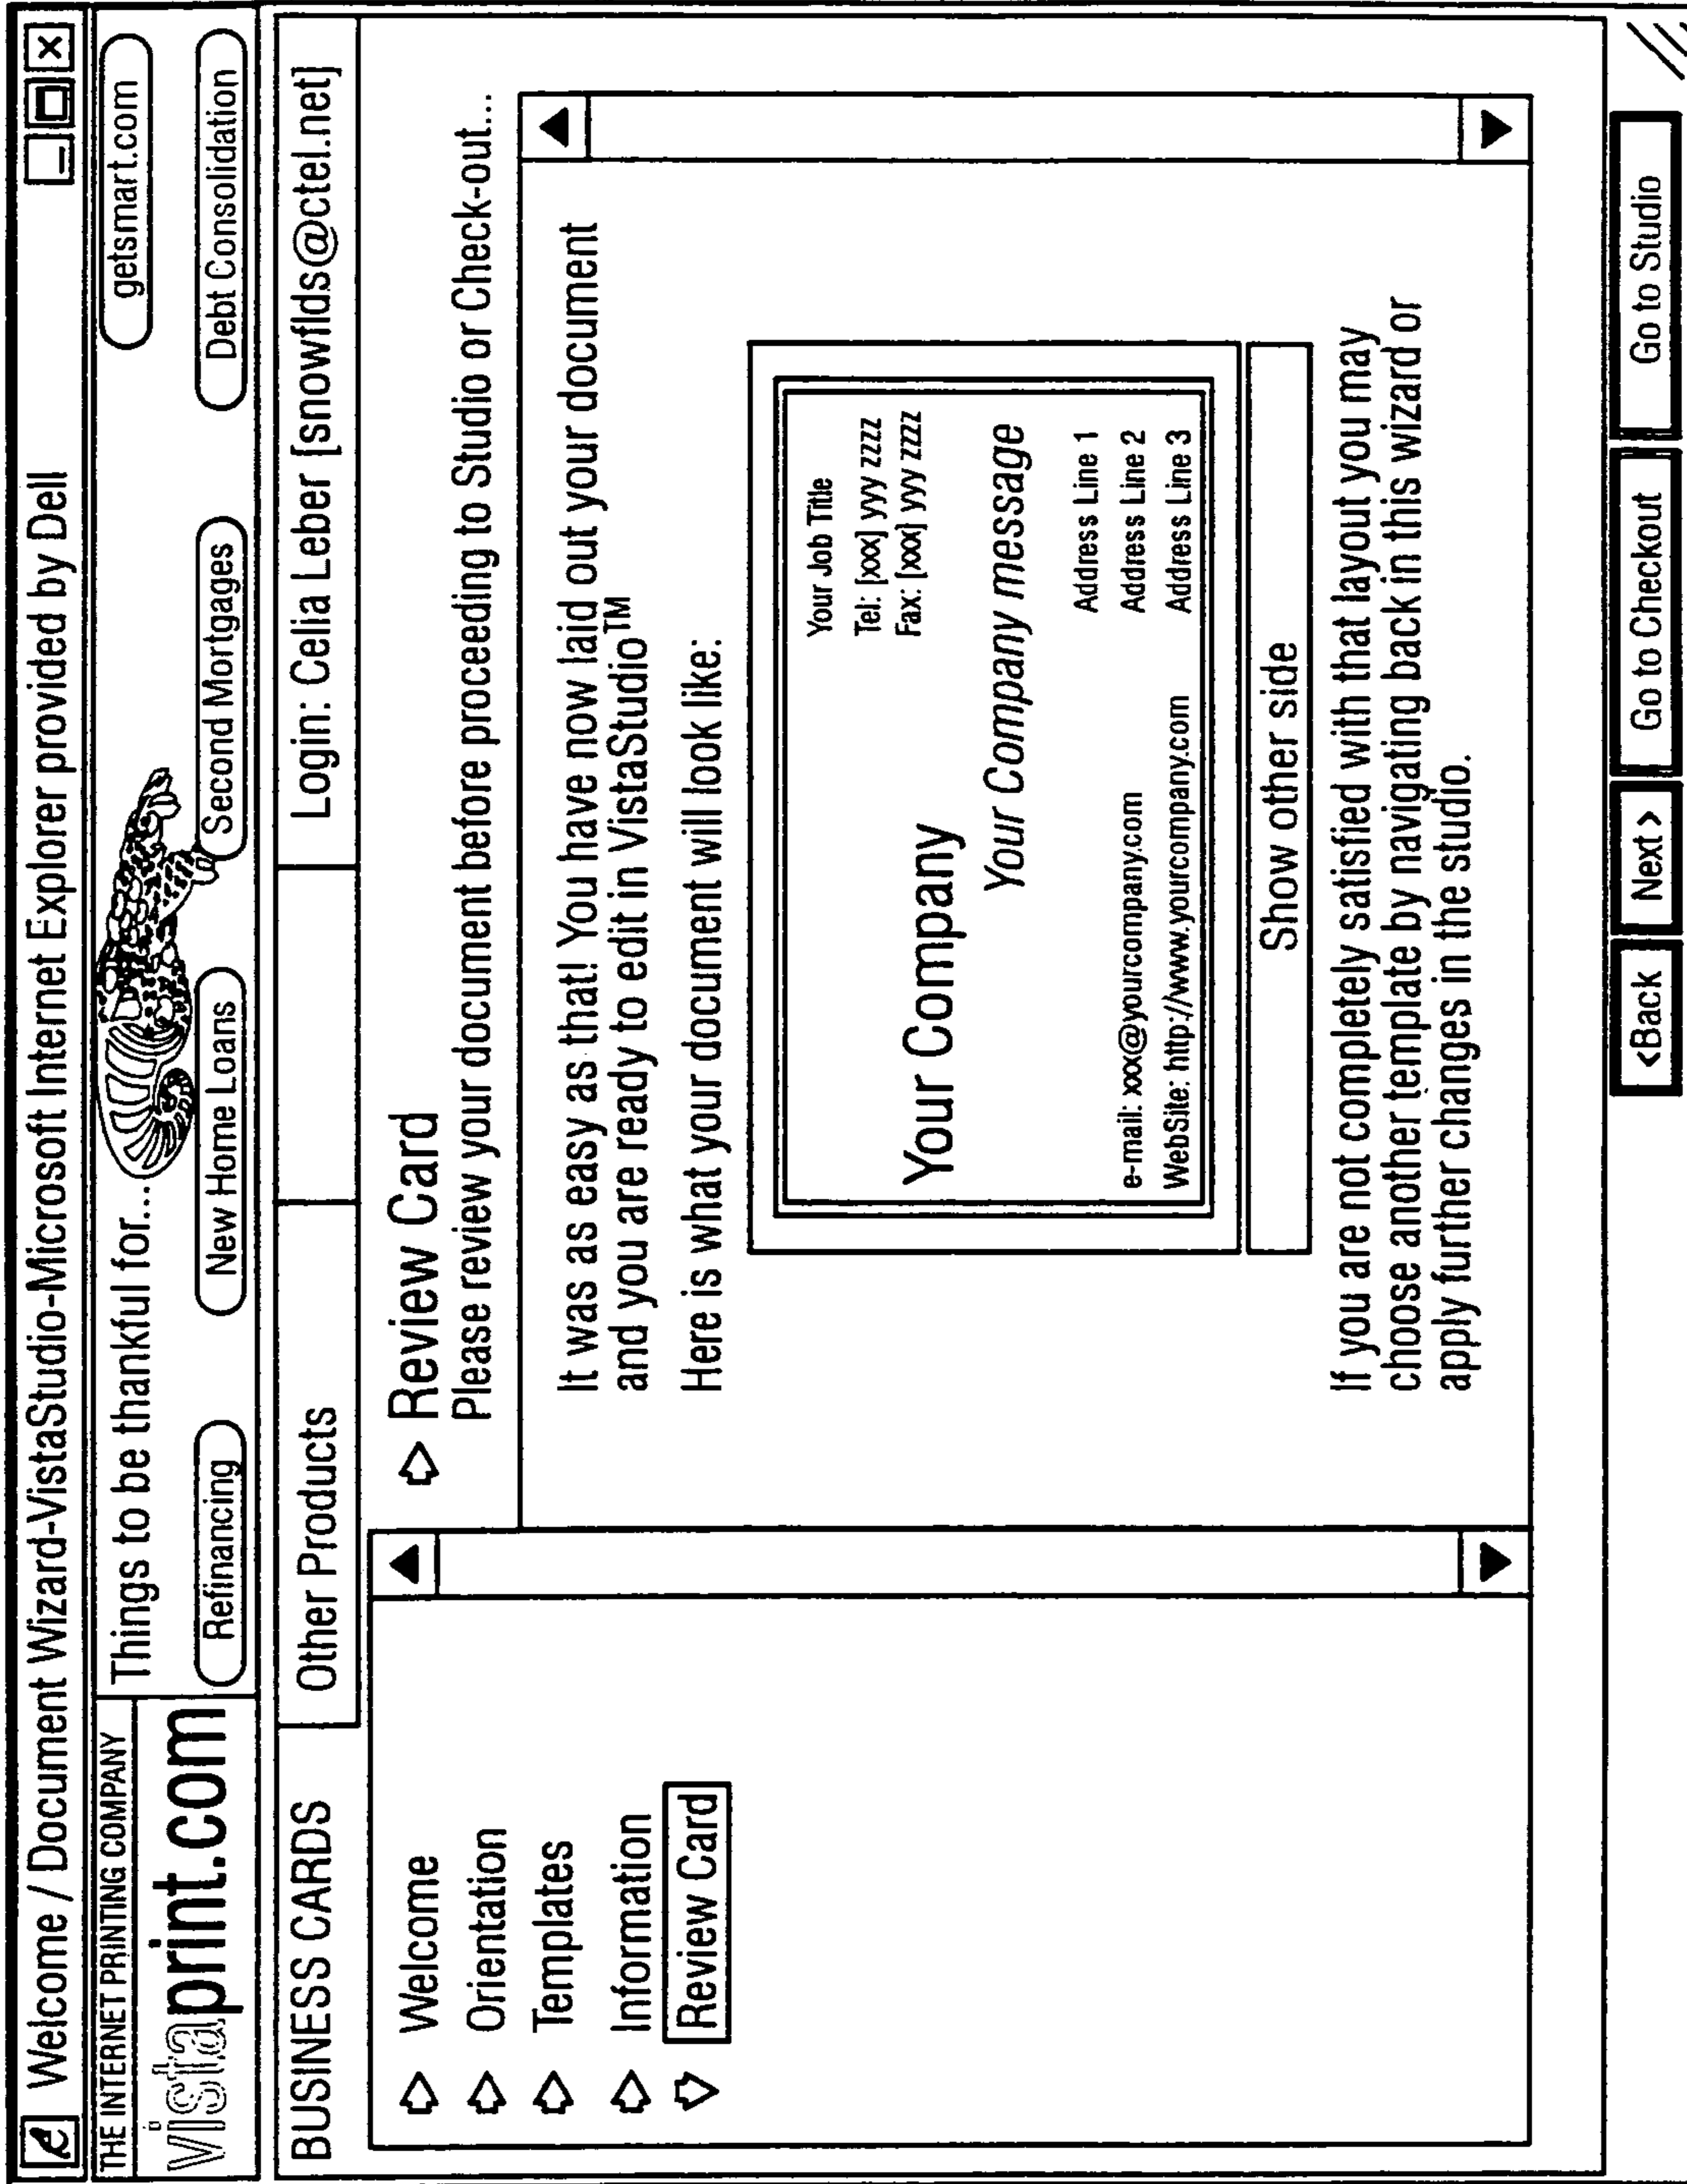 Welcome / Document Wizard-VistaStudio-Microsoft Internet Explorer provided by Dell
THE INTERNET PRINTING COMPANY
vistaprint.com
Things to be thankful for...
getsmart.com
Refinancing
New Home Loans
Second Mortgages
Debt Consolidation
BUSINESS CARDS
Other Products
Login: Celia Leber [snowflds@ctel.net]
Welcome
Orientation
Templates
Information
Review Card
Review Card
Please review your document before proceeding to Studio or Check-out...
It was as easy as that! You have now laid out your document
and you are ready to edit in VistaStudio™
Here is what your document will look like:
Your Job Title
Tel: [xxx] yyy zzzz
Fax: [xxx] yyy zzzz
Your Company
Your Company message
Address Line 1
e-mail: xxx@yourcompany.com Address Line 2
WebSite: http://www.yourcompany.com Address Line 3
Show other side
If you are not completely satisfied with that layout you may
choose another template by navigating back in this wizard or
apply further changes in the studio.
<Back
Next>
Go to Checkout
Go to Studio